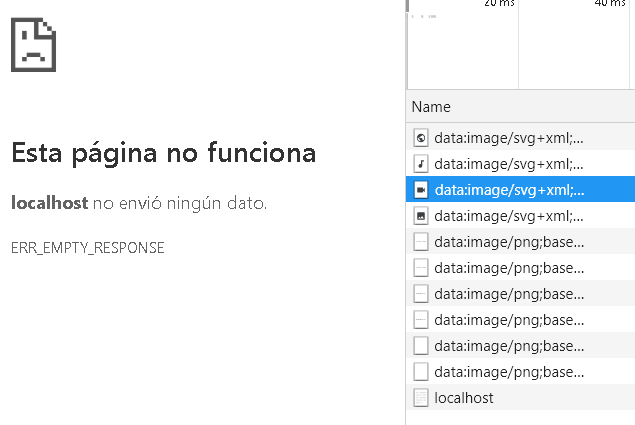 20 ms
40 ms
Name
Esta página no funciona
localhost no envió ningún dato.
ERR_EMPTY_RESPONSE
data:image/svg+xml;...
data:image/svg+xml;...
data:image/svg+xml;...
data:image/svg+xml;...
data:image/png;base...
data:image/png;base...
data:image/png;base...
data:image/png;base...
data:image/png;base...
data:image/png;base...
localhost